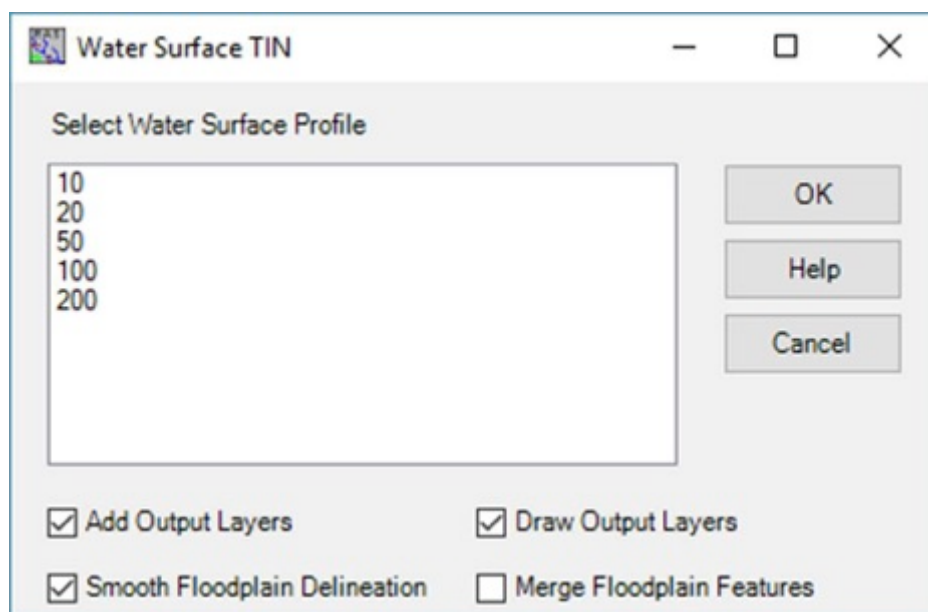 Water Surface TIN
Select Water Surface Profile
10
20
50
100
200
OK
Help
Cancel
Add Output Layers
Draw Output Layers
Smooth Floodplain Delineation
Merge Floodplain Features